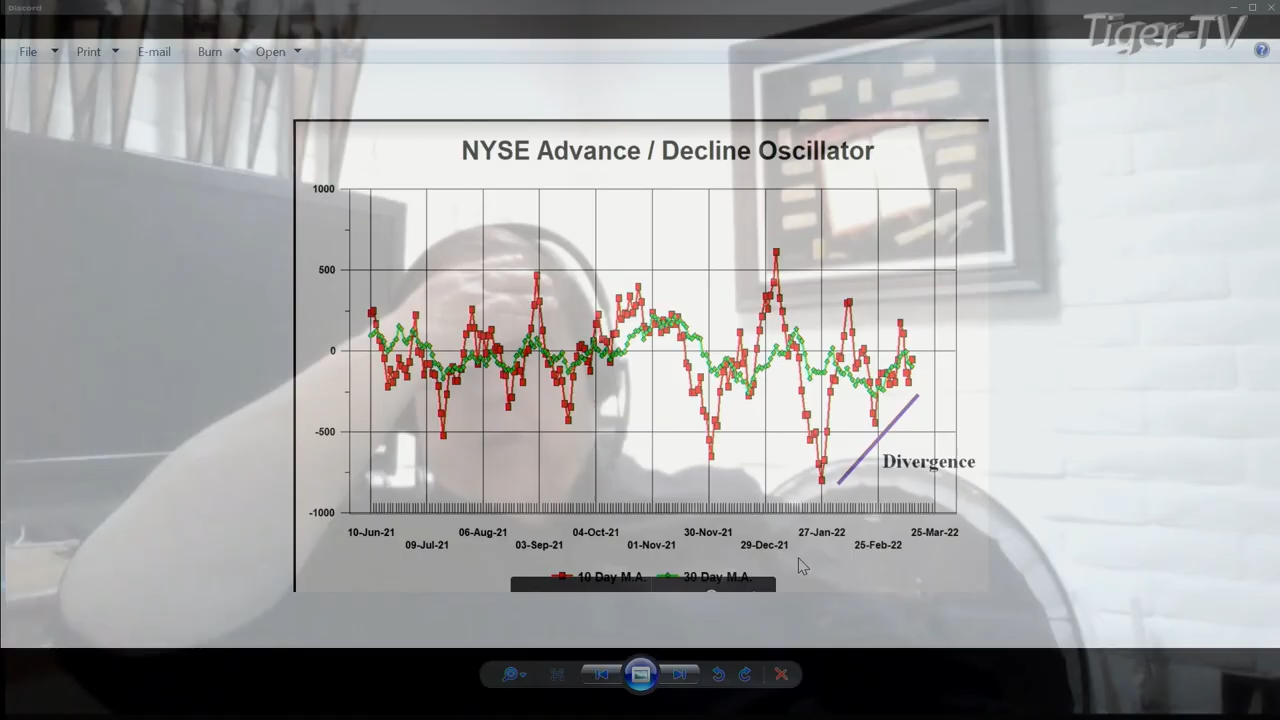 Discord
Tiger-TV
File Print E-mail Burn Open
NYSE Advance / Decline Oscillator
1000
500
0
-500
-1000
Divergence
10-Jun-21 06-Aug-21 04-Oct-21 30-Nov-21 27-Jan-22 25-Mar-22
09-Jul-21 03-Sep-21 01-Nov-21 29-Dec-21 25-Feb-22
10 Day M.A. 30 Day M.A.